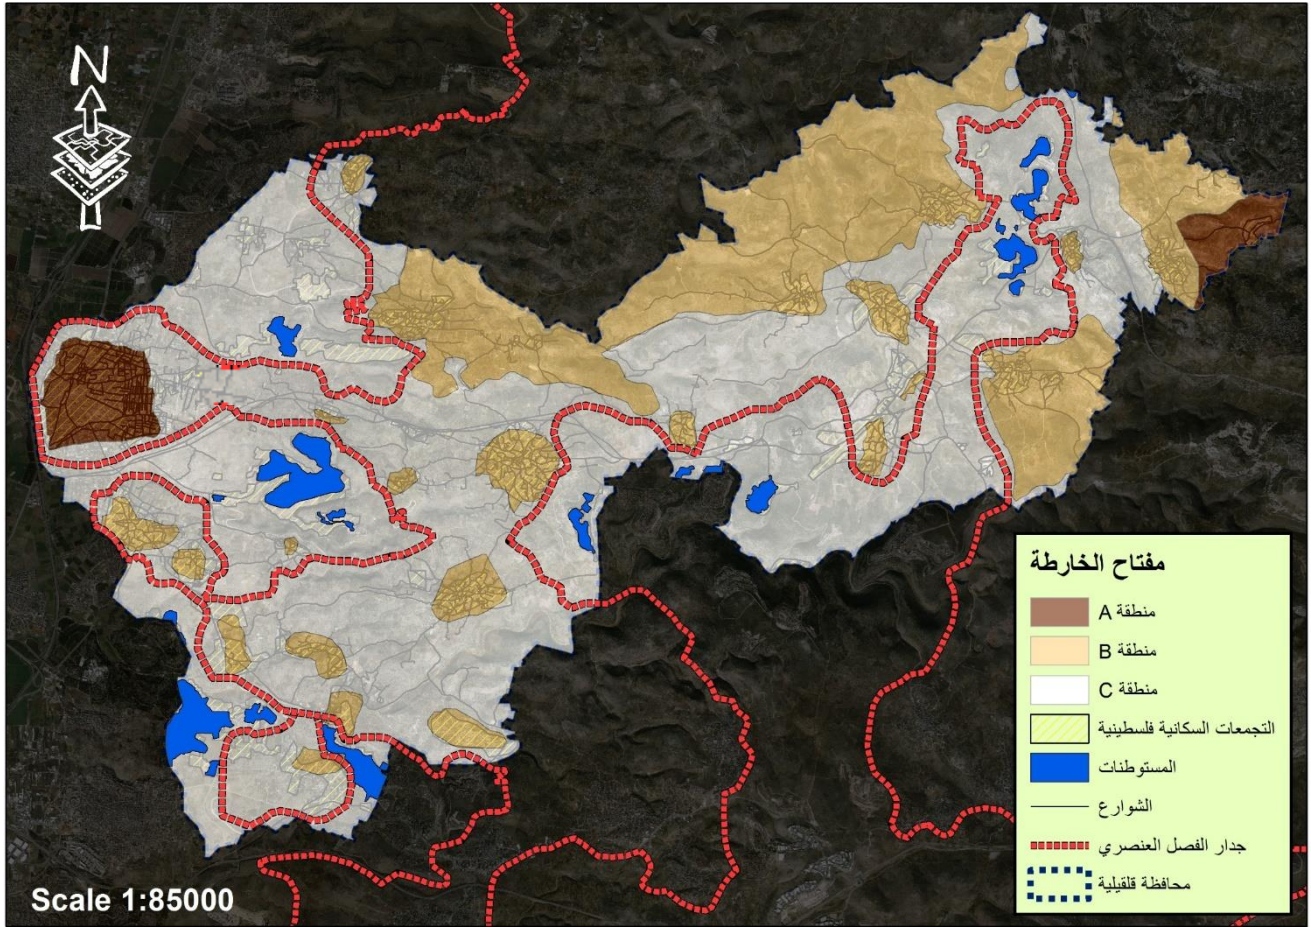 N
مفتاح الخارطة
منطقة A
منطقة B
منطقة C
التجمعات السكانية فلسطينية
المستوطنات
الشوارع
جدار الفصل العنصري
محافظة قلقيلية
Scale 1:85000